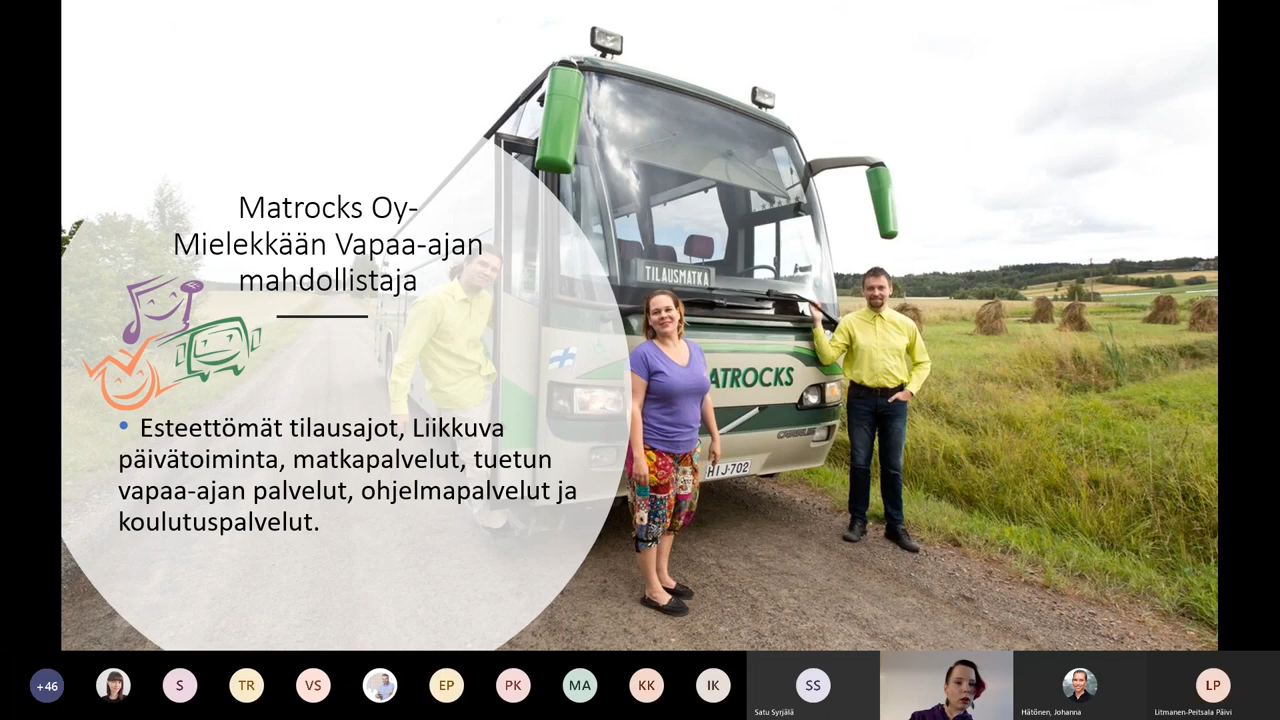 Matrocks Oy-
Mielekkään Vapaa-ajan
mahdollistaja
• Esteettömät tilausajot, Liikkuva
päivätoiminta, matkapalvelut, tuetun
vapaa-ajan palvelut, ohjelmapalvelut ja
koulutuspalvelut.
TILAUSMATKA
MATROCKS
HIJ-702
+46
S
TR
VS
EP
PK
MA
KK
IK
SS
LP
Satu Syrjälä
Hätönen, Johanna
Litmanen-Peitsala Päivi